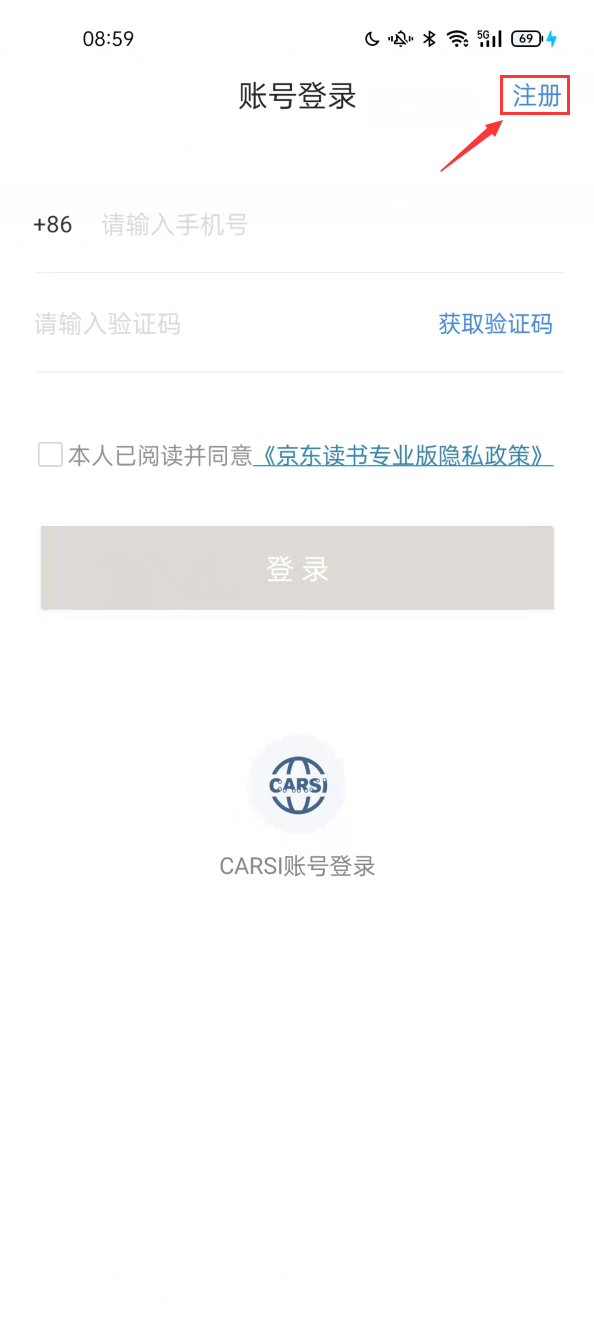 08:59 5G 69
账号登录 注册
+86 请输入手机号
请输入验证码 获取验证码
本人已阅读并同意《京东读书专业版隐私政策》
登录
CARSI
CARSI账号登录